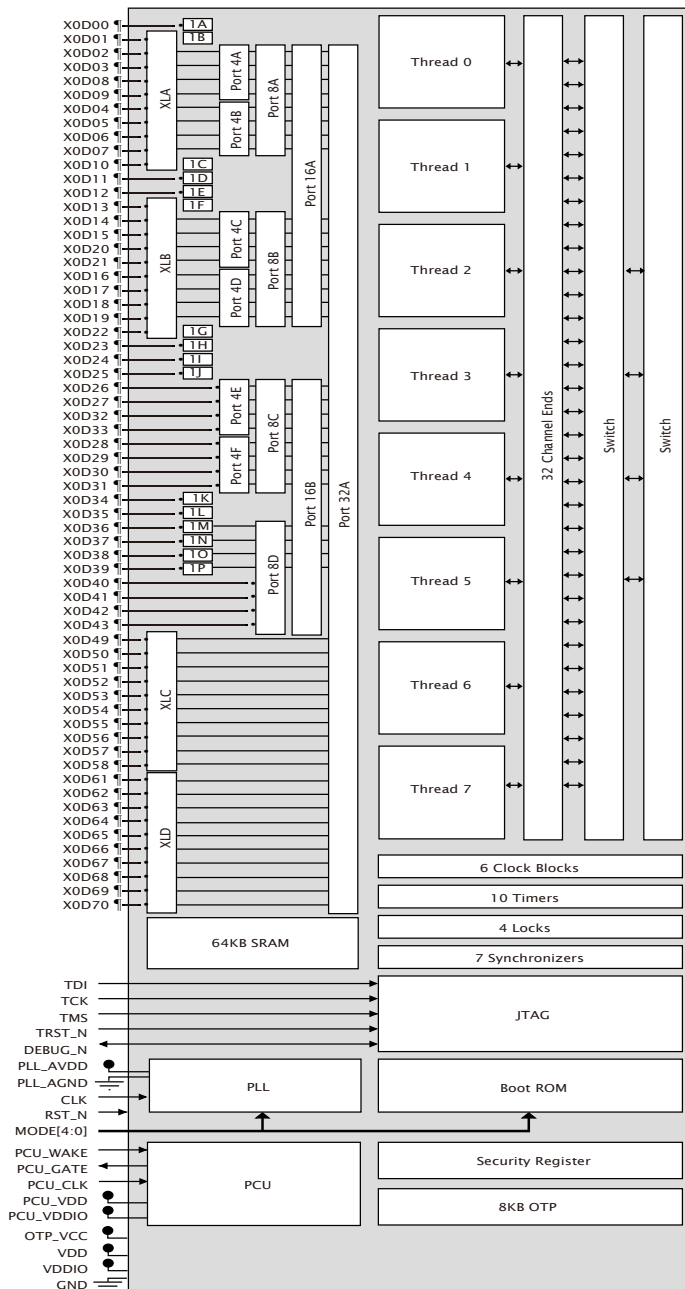 X0D00
X0D01
X0D02
X0D03
X0D08
X0D09
X0D04
X0D05
X0D06
X0D07
X0D10
X0D11
X0D12
X0D13
X0D14
X0D15
X0D20
X0D21
X0D16
X0D17
X0D18
X0D19
X0D22
X0D23
X0D24
X0D25
X0D26
X0D27
X0D32
X0D33
X0D28
X0D29
X0D30
X0D31
X0D34
X0D35
X0D36
X0D37
X0D38
X0D39
X0D40
X0D41
X0D42
X0D43
X0D49
X0D50
X0D51
X0D52
X0D53
X0D54
X0D55
X0D56
X0D57
X0D58
X0D61
X0D62
X0D63
X0D64
X0D65
X0D66
X0D67
X0D68
X0D69
X0D70
XLA
XLB
XLC
XLD
1A
1B
1C
1D
1E
1F
1G
1H
1I
1J
1K
1L
1M
1N
1O
1P
Port 4A
Port 4B
Port 4C
Port 4D
Port 4E
Port 4F
Port 8A
Port 8B
Port 8C
Port 8D
Port 16A
Port 16B
Port 32A
Thread 0
Thread 1
Thread 2
Thread 3
Thread 4
Thread 5
Thread 6
Thread 7
32 Channel Ends
Switch
Switch
6 Clock Blocks
10 Timers
4 Locks
7 Synchronizers
64KB SRAM
TDI
TCK
TMS
TRST_N
DEBUG_N
JTAG
PLL_AVDD
PLL_AGND
CLK
RST_N
MODE[4:0]
PLL
Boot ROM
PCU_WAKE
PCU_GATE
PCU_CLK
PCU_VDD
PCU_VDDIO
PCU
Security Register
8KB OTP
OTP_VCC
VDD
VDDIO
GND